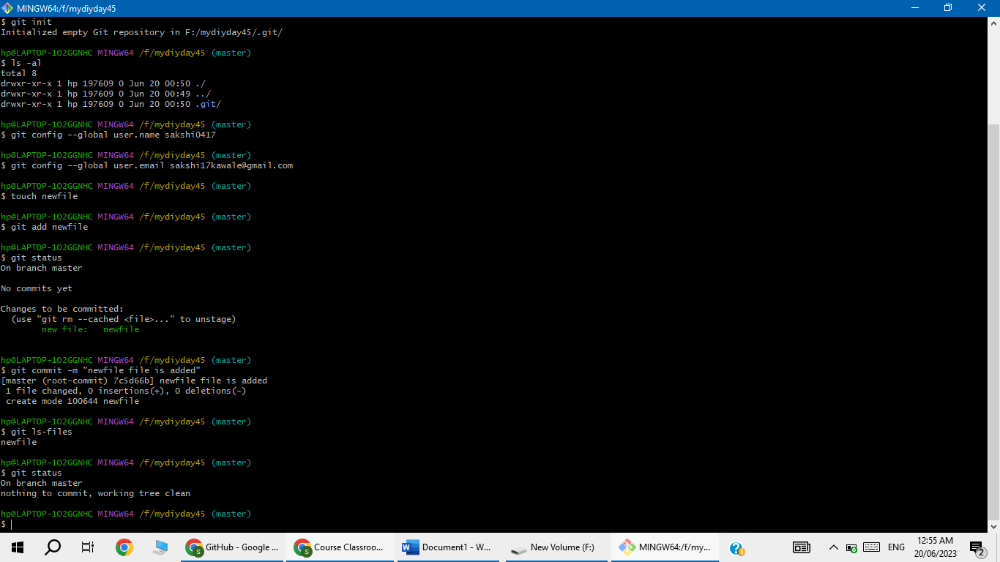 MINGW64:/f/mydiyday45
$ git init
Initialized empty Git repository in F:/mydiyday45/.git/
hp@LAPTOP-1O2GGNHC MINGW64 /f/mydiyday45 (master)
$ ls -al
total 8
drwxr-xr-x 1 hp 197609 0 Jun 20 00:50 ./
drwxr-xr-x 1 hp 197609 0 Jun 20 00:49 ../
drwxr-xr-x 1 hp 197609 0 Jun 20 00:50 .git/
hp@LAPTOP-1O2GGNHC MINGW64 /f/mydiyday45 (master)
$ git config --global user.name sakshi0417
hp@LAPTOP-1O2GGNHC MINGW64 /f/mydiyday45 (master)
$ git config --global user.email sakshi17kawale@gmail.com
hp@LAPTOP-1O2GGNHC MINGW64 /f/mydiyday45 (master)
$ touch newfile
hp@LAPTOP-1O2GGNHC MINGW64 /f/mydiyday45 (master)
$ git add newfile
hp@LAPTOP-1O2GGNHC MINGW64 /f/mydiyday45 (master)
$ git status
On branch master
No commits yet
Changes to be committed:
  (use "git rm --cached <file>..." to unstage)
        new file:   newfile
hp@LAPTOP-1O2GGNHC MINGW64 /f/mydiyday45 (master)
$ git commit -m "newfile file is added"
[master (root-commit) 7c5d66b] newfile file is added
 1 file changed, 0 insertions(+), 0 deletions(-)
 create mode 100644 newfile
hp@LAPTOP-1O2GGNHC MINGW64 /f/mydiyday45 (master)
$ git ls-files
newfile
hp@LAPTOP-1O2GGNHC MINGW64 /f/mydiyday45 (master)
$ git status
On branch master
nothing to commit, working tree clean
hp@LAPTOP-1O2GGNHC MINGW64 /f/mydiyday45 (master)
$
S GitHub - Google ...
S Course Classroo...
W Document1 - W...
New Volume (F:)
MINGW64:/f/my...
ENG
12:55 AM
20/06/2023
2